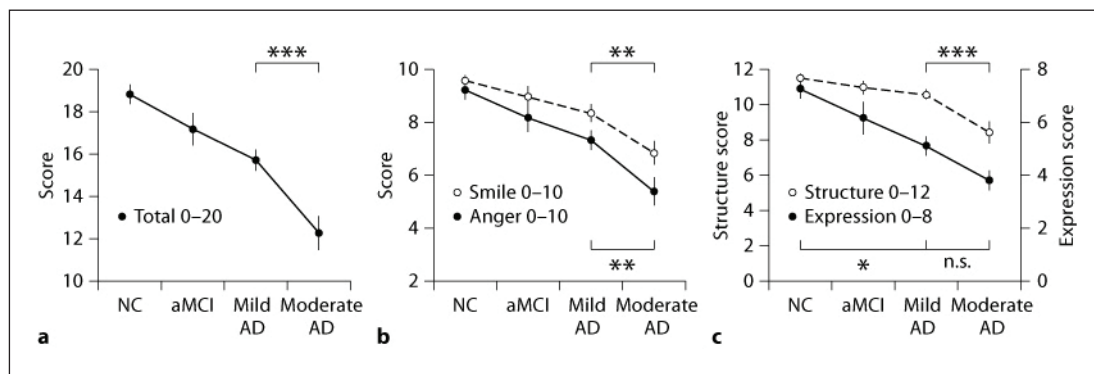 ***
20
18
16
14
12
10
Score
Total 0–20
NC
aMCI
Mild
AD
Moderate
AD
a
**
10
8
6
4
2
Score
Smile 0–10
Anger 0–10
**
NC
aMCI
Mild
AD
Moderate
AD
b
***
12
10
8
6
4
2
0
Structure score
8
6
4
2
0
Expression score
Structure 0–12
Expression 0–8
*
n.s.
NC
aMCI
Mild
AD
Moderate
AD
c